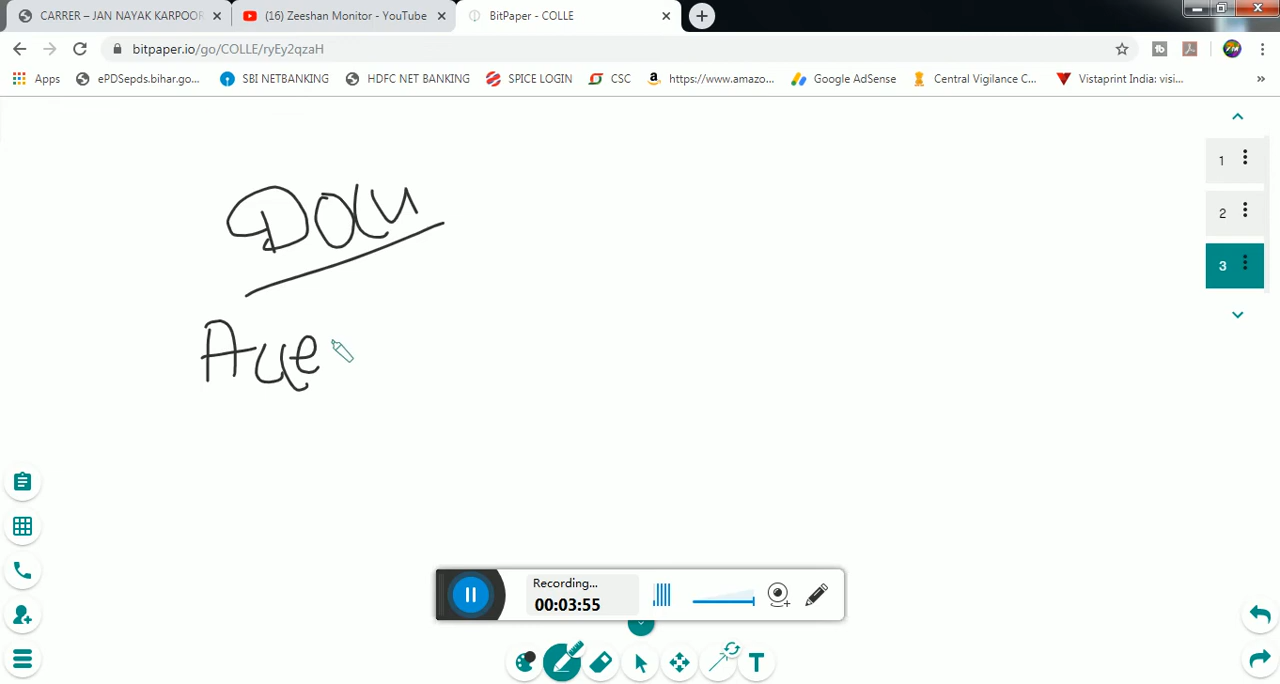 CARRER – JAN NAYAK KARPOOR
(16) Zeeshan Monitor - YouTube
BitPaper - COLLE
bitpaper.io/go/COLLE/ryEy2qzaH
Apps ePDSepds.bihar.go... SBI NETBANKING HDFC NET BANKING SPICE LOGIN CSC https://www.amazo... Google AdSense Central Vigilance C... Vistaprint India: visi... »
1
2
3
Docu
Age
Recording...
00:03:55
T